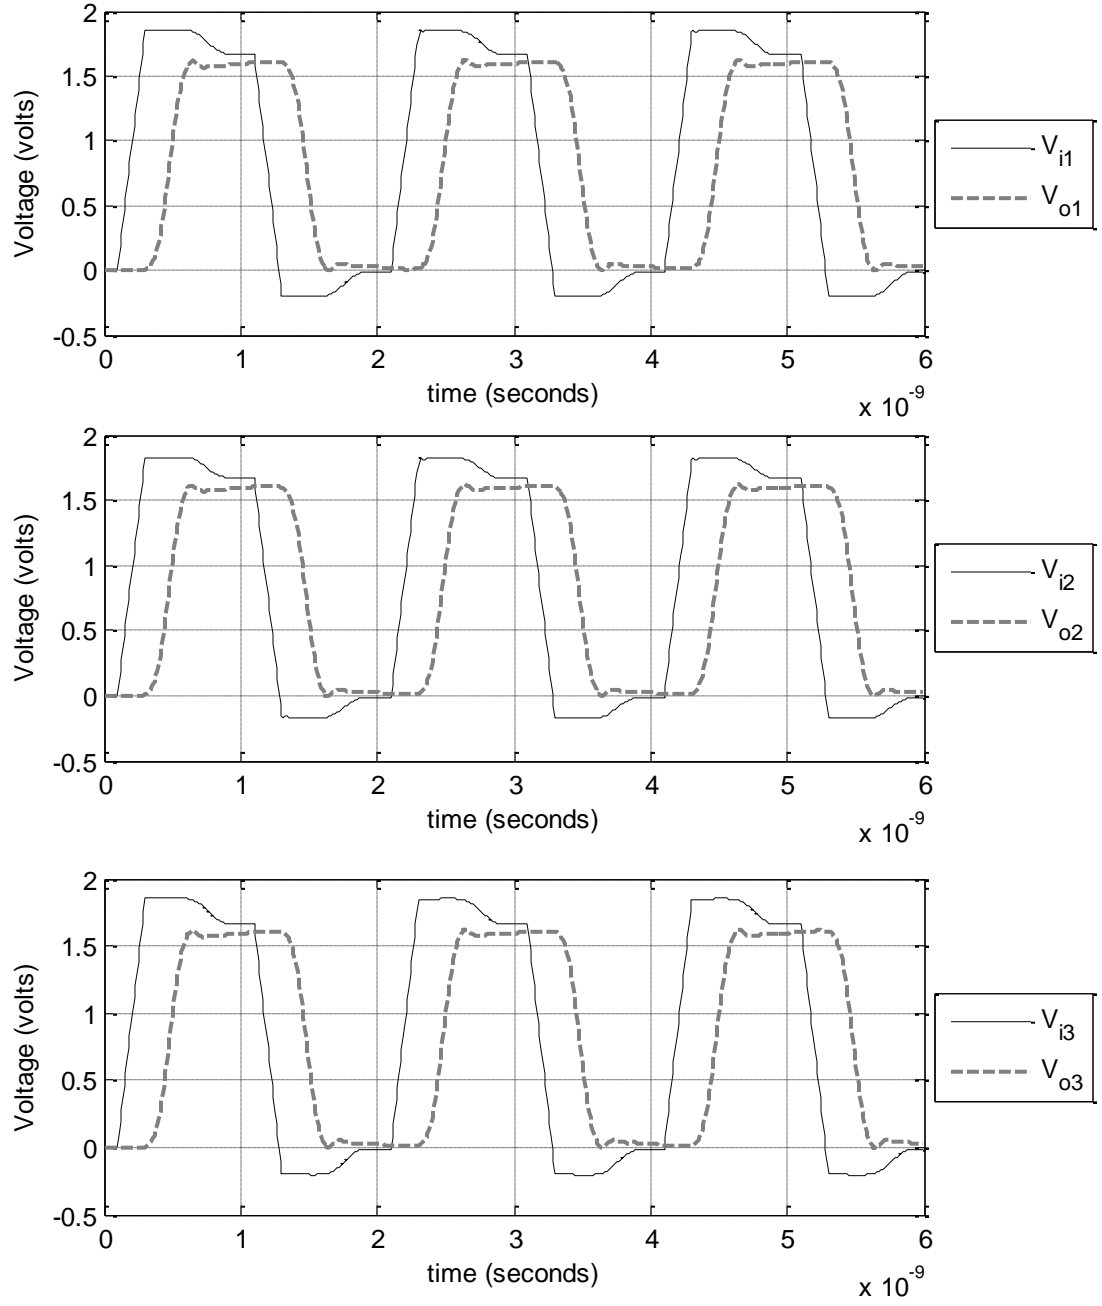 2
1.5
1
0.5
0
-0.5
Voltage (volts)
0 1 2 3 4 5 6
time (seconds)
x 10-9
Vi1
Vo1
2
1.5
1
0.5
0
-0.5
Voltage (volts)
0 1 2 3 4 5 6
time (seconds)
x 10-9
Vi2
Vo2
2
1.5
1
0.5
0
-0.5
Voltage (volts)
0 1 2 3 4 5 6
time (seconds)
x 10-9
Vi3
Vo3